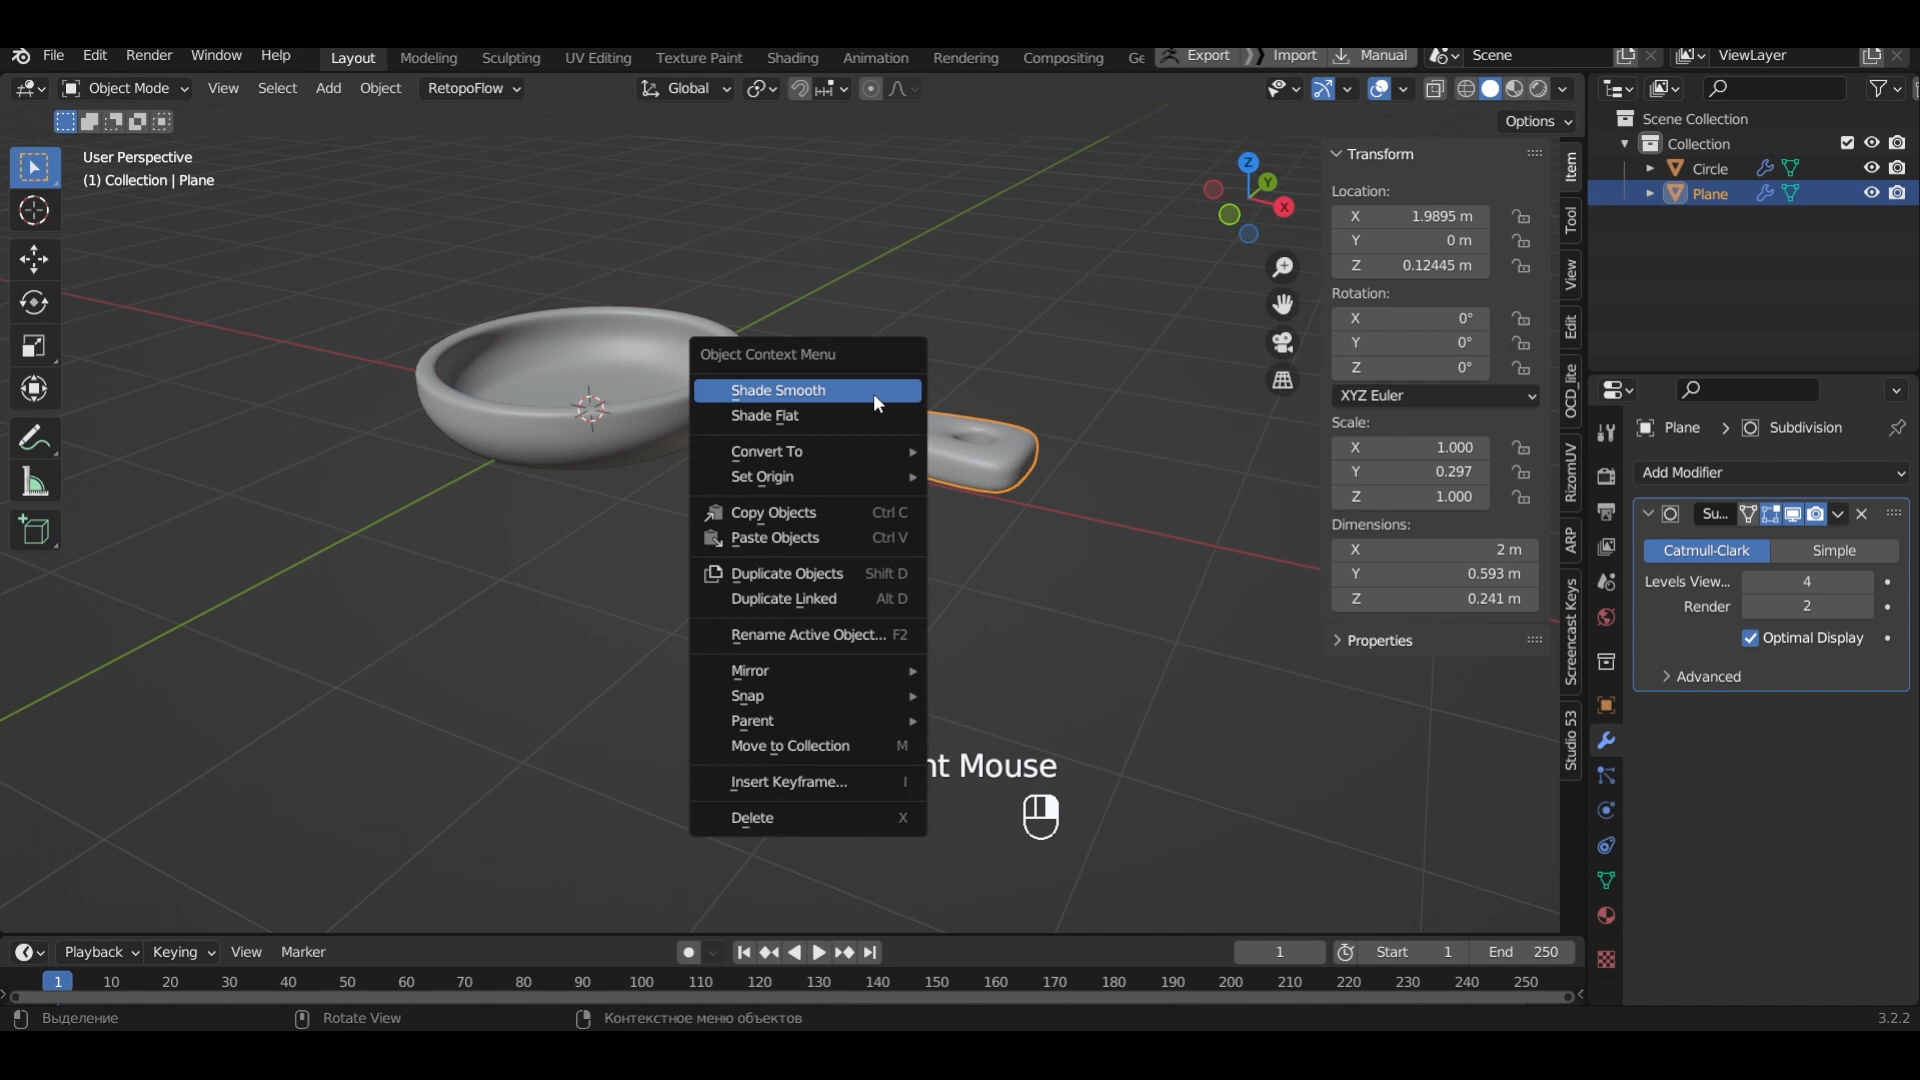 File Edit Render Window Help Layout Modeling Sculpting UV Editing Texture Paint Shading Animation Rendering Compositing Ge Export Import Manual Scene ViewLayer
Object Mode View Select Add Object RetopoFlow Global
Options
User Perspective
(1) Collection | Plane
Z
Y
X
Transform
Location:
X 1.9895 m
Y 0 m
Z 0.12445 m
Rotation:
X 0°
Y 0°
Z 0°
XYZ Euler
Scale:
X 1.000
Y 0.297
Z 1.000
Dimensions:
X 2 m
Y 0.593 m
Z 0.241 m
Properties
Item
Tool
View
Edit
OCD_lite
RizomUV
ARP
Screencast Keys
Studio 53
Scene Collection
Collection
Circle
Plane
Plane > Subdivision
Add Modifier
Su...
Catmull-Clark Simple
Levels View... 4
Render 2
Optimal Display
Advanced
Object Context Menu
Shade Smooth
Shade Flat
Convert To
Set Origin
Copy Objects Ctrl C
Paste Objects Ctrl V
Duplicate Objects Shift D
Duplicate Linked Alt D
Rename Active Object... F2
Mirror
Snap
Parent
Move to Collection M
Insert Keyframe... I
Delete X
nt Mouse
Playback Keying View Marker 1 Start 1 End 250
1 10 20 30 40 50 60 70 80 90 100 110 120 130 140 150 160 170 180 190 200 210 220 230 240 250
Выделение Rotate View Контекстное меню объектов 3.2.2